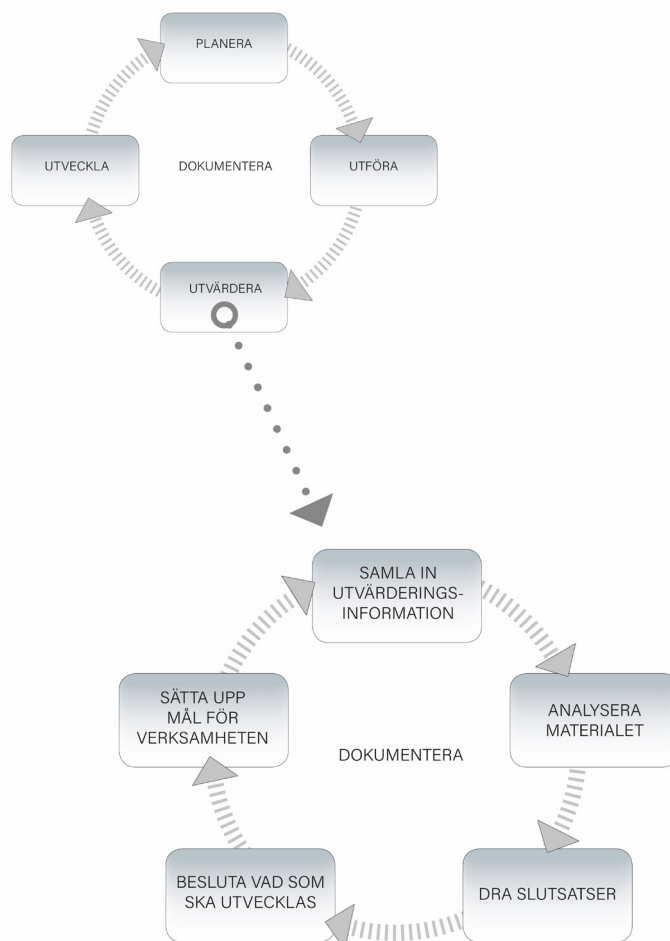 PLANERA
UTVECKLA
DOKUMENTERA
UTFÖRA
UTVÄRDERA
SAMLA IN
UTVÄRDERINGS-
INFORMATION
SÄTTA UPP
MÅL FÖR
VERKSAMHETEN
ANALYSERA
MATERIALET
DOKUMENTERA
BESLUTA VAD SOM
SKA UTVECKLAS
DRA SLUTSATSER